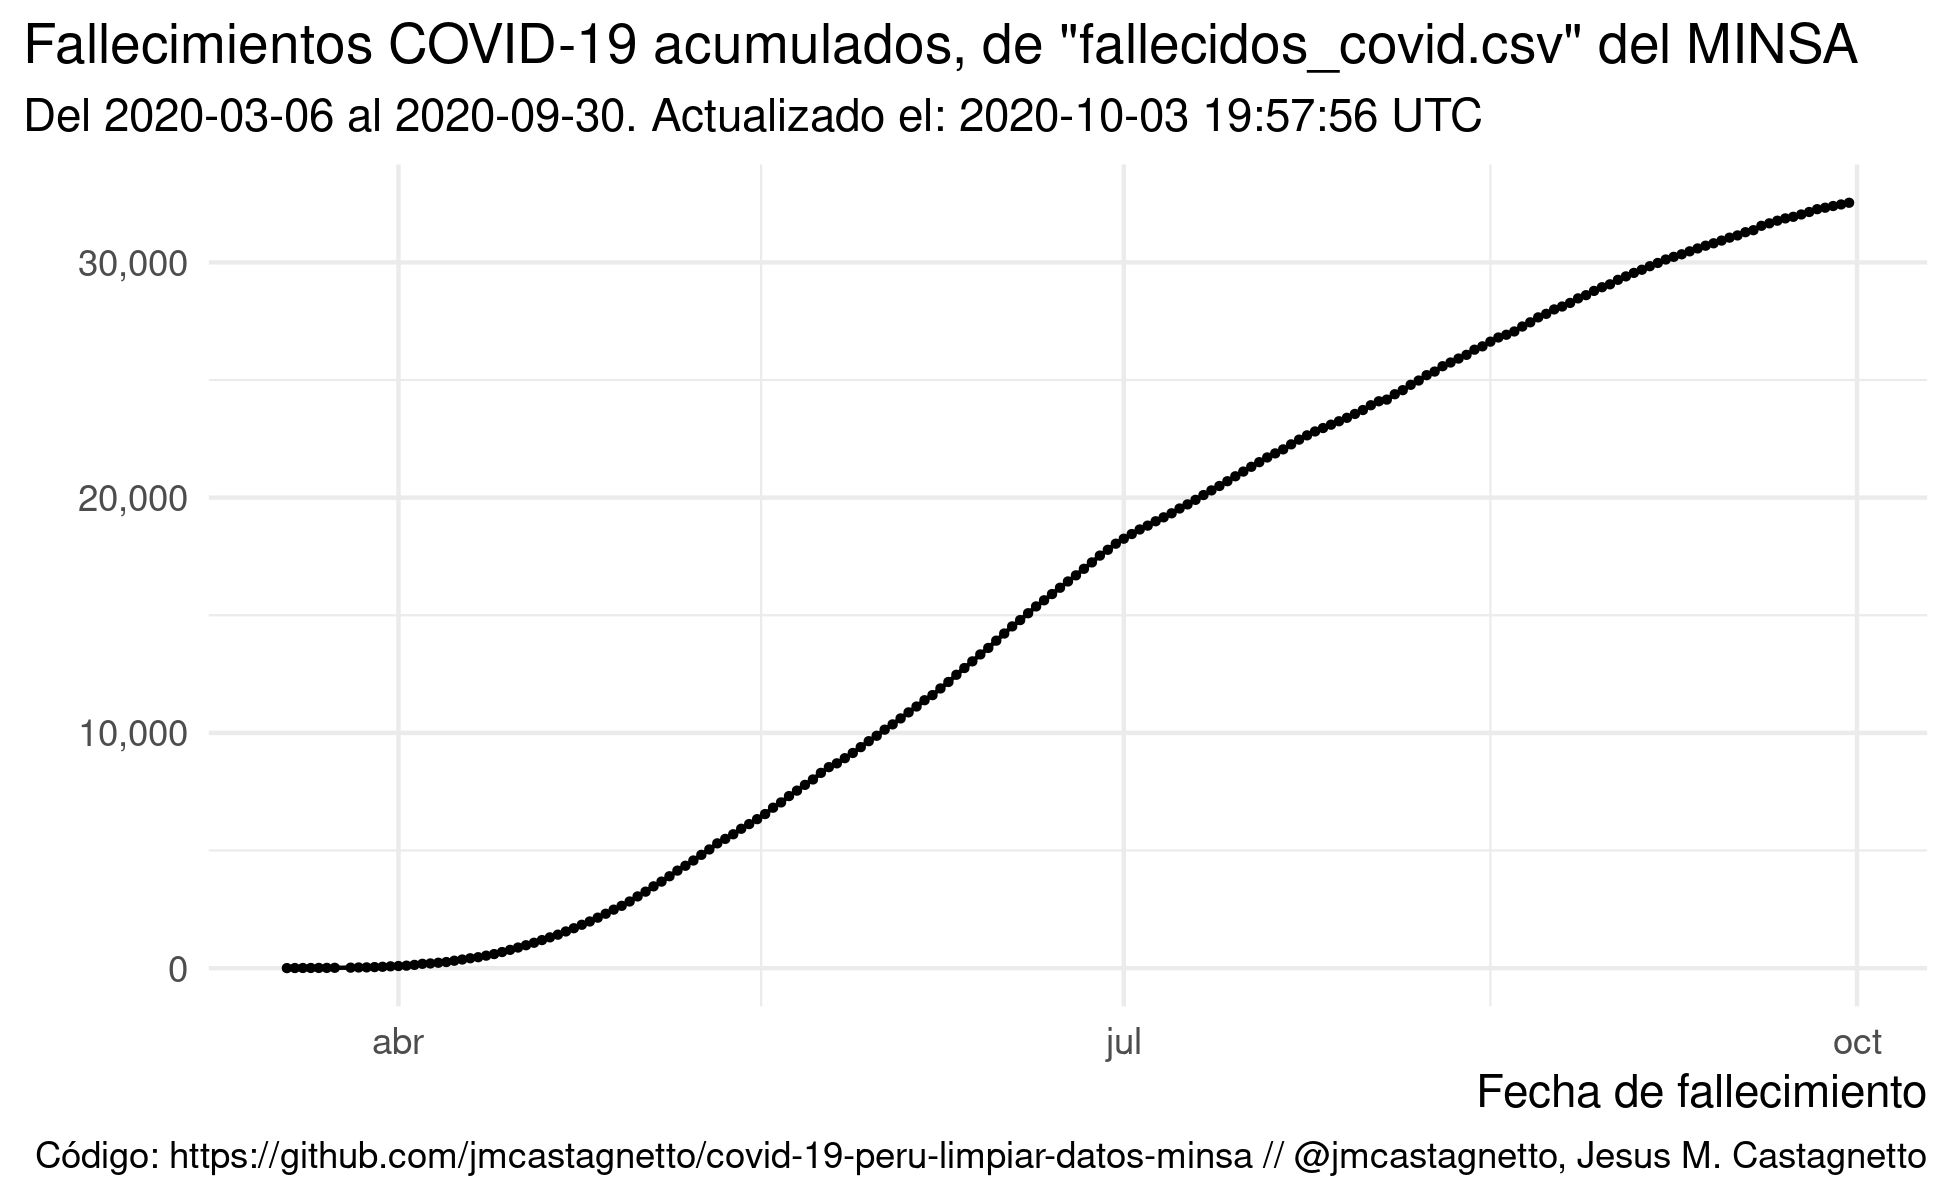 Fallecimientos COVID-19 acumulados, de "fallecidos_covid.csv" del MINSA
Del 2020-03-06 al 2020-09-30. Actualizado el: 2020-10-03 19:57:56 UTC
30,000
20,000
10,000
0
abr
jul
oct
Fecha de fallecimiento
Código: https://github.com/jmcastagnetto/covid-19-peru-limpiar-datos-minsa // @jmcastagnetto, Jesus M. Castagnetto